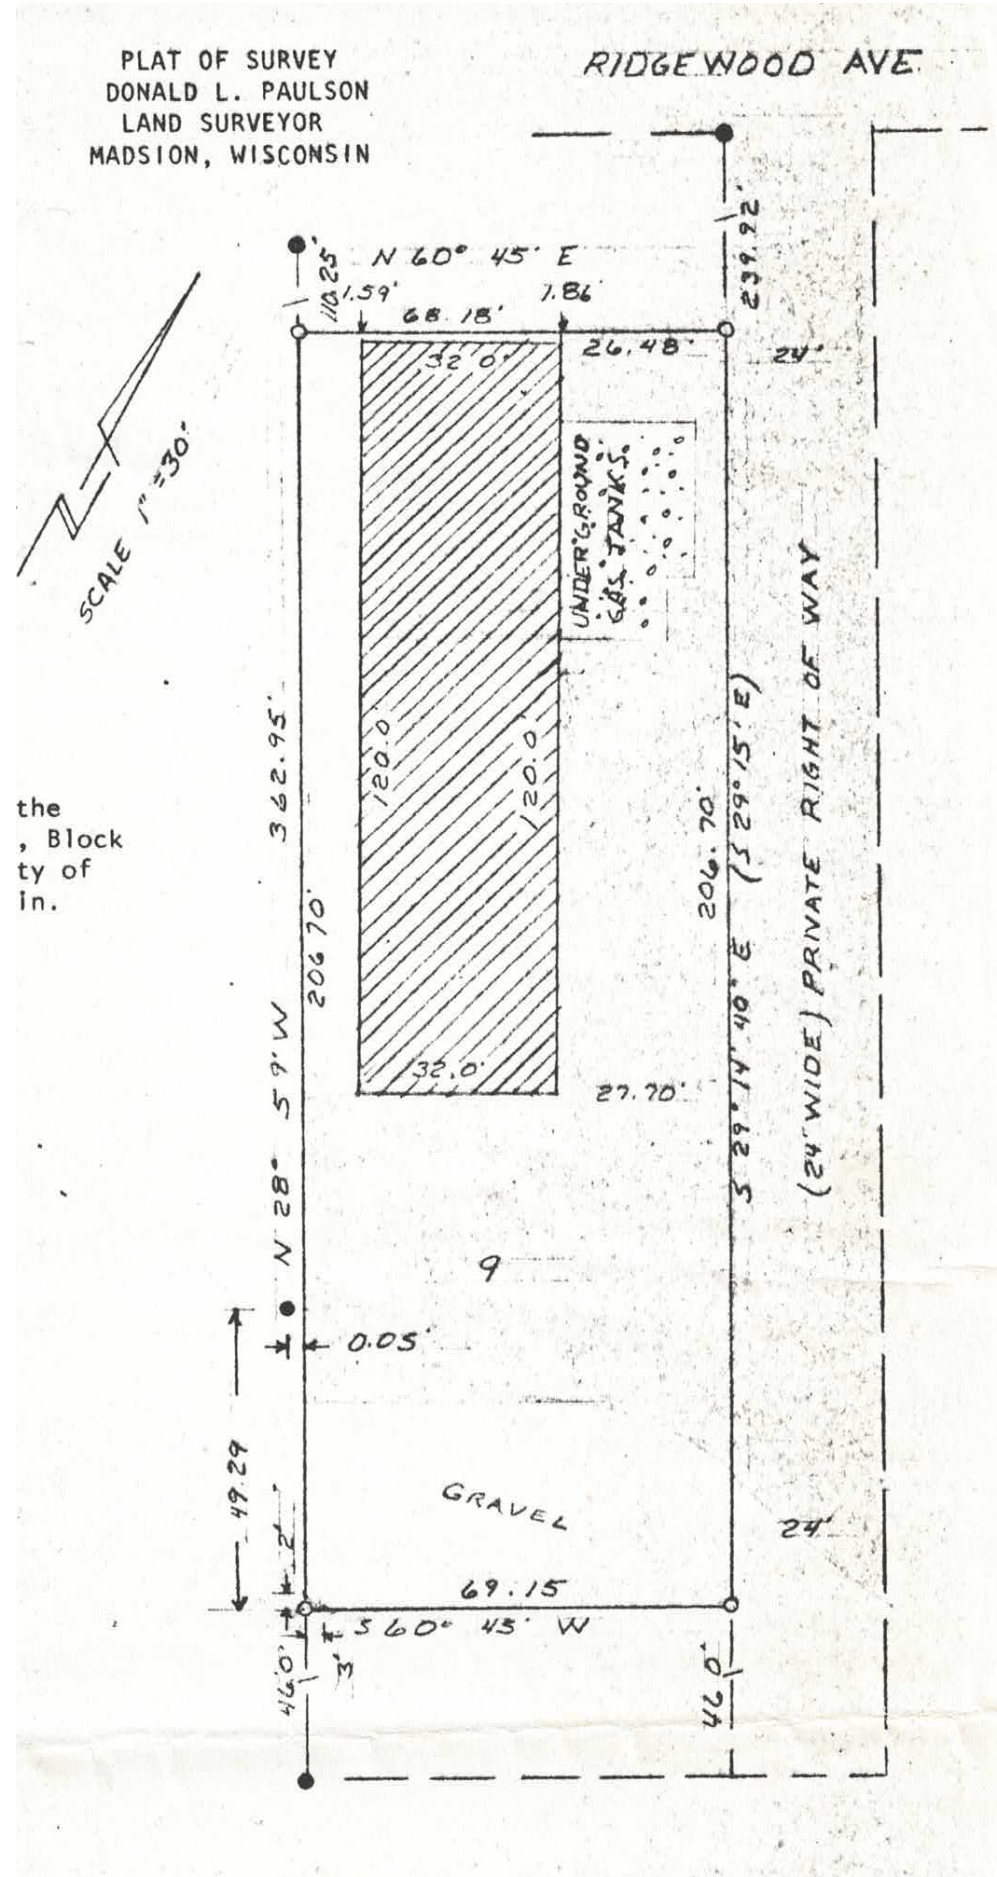 PLAT OF SURVEY
DONALD L. PAULSON
LAND SURVEYOR
MADSION, WISCONSIN
RIDGEWOOD AVE.
239.92'
110.25'
N 60° 45' E
1.59'
1.86'
68.18'
32.0'
26.48'
24'
SCALE 1" = 30'
UNDERGROUND
GAS TANKS
362.95'
N 28° 59' W
206.70'
120.0'
120.0'
206.70'
S 29° 14' 40" E (S 29° 15' E)
(24' WIDE) PRIVATE RIGHT OF WAY
the
, Block
ty of
in.
32.0'
27.70'
9
0.05'
49.29
2'
GRAVEL
24'
69.15
S 60° 45' W
3'
46.0'
46.0'